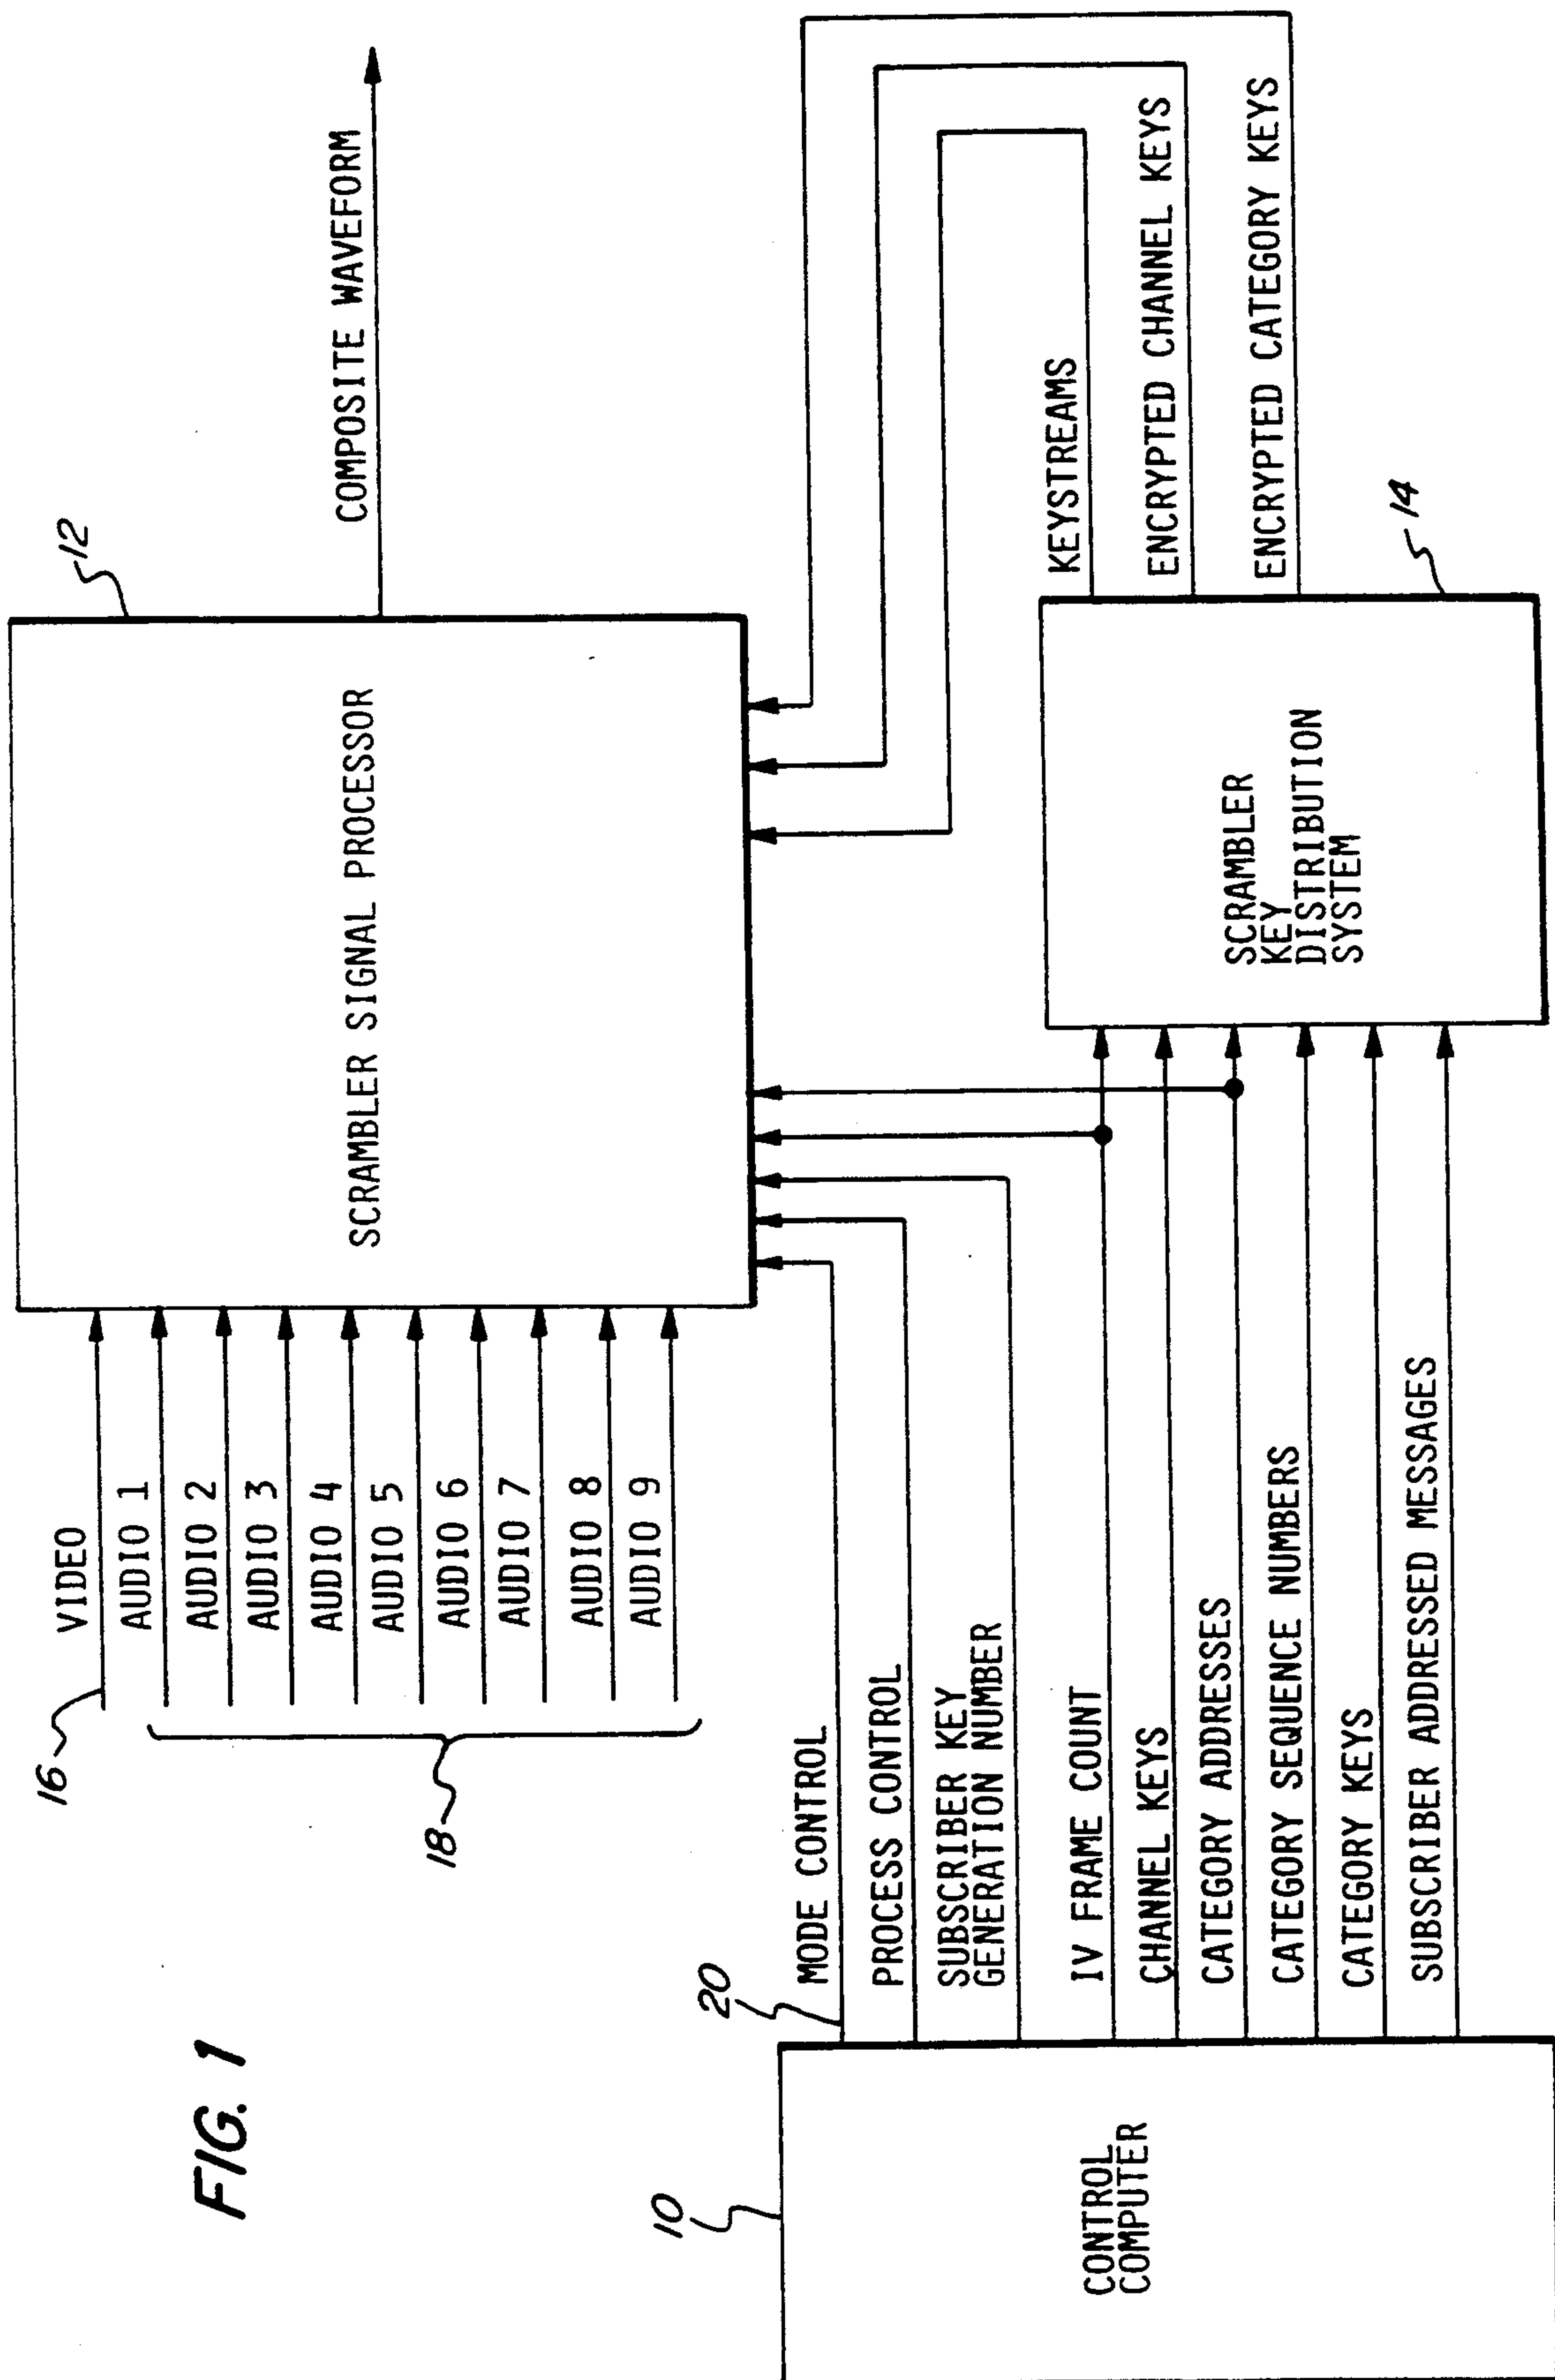 FIG. 1
16
VIDEO
AUDIO 1
AUDIO 2
AUDIO 3
AUDIO 4
AUDIO 5
AUDIO 6
AUDIO 7
AUDIO 8
AUDIO 9
18
12
SCRAMBLER SIGNAL PROCESSOR
COMPOSITE WAVEFORM
10
CONTROL
COMPUTER
20
MODE CONTROL
PROCESS CONTROL
SUBSCRIBER KEY
GENERATION NUMBER
IV FRAME COUNT
CHANNEL KEYS
CATEGORY ADDRESSES
CATEGORY SEQUENCE NUMBERS
CATEGORY KEYS
SUBSCRIBER ADDRESSED MESSAGES
SCRAMBLER
KEY
DISTRIBUTION
SYSTEM
14
KEYSTREAMS
ENCRYPTED CHANNEL KEYS
ENCRYPTED CATEGORY KEYS